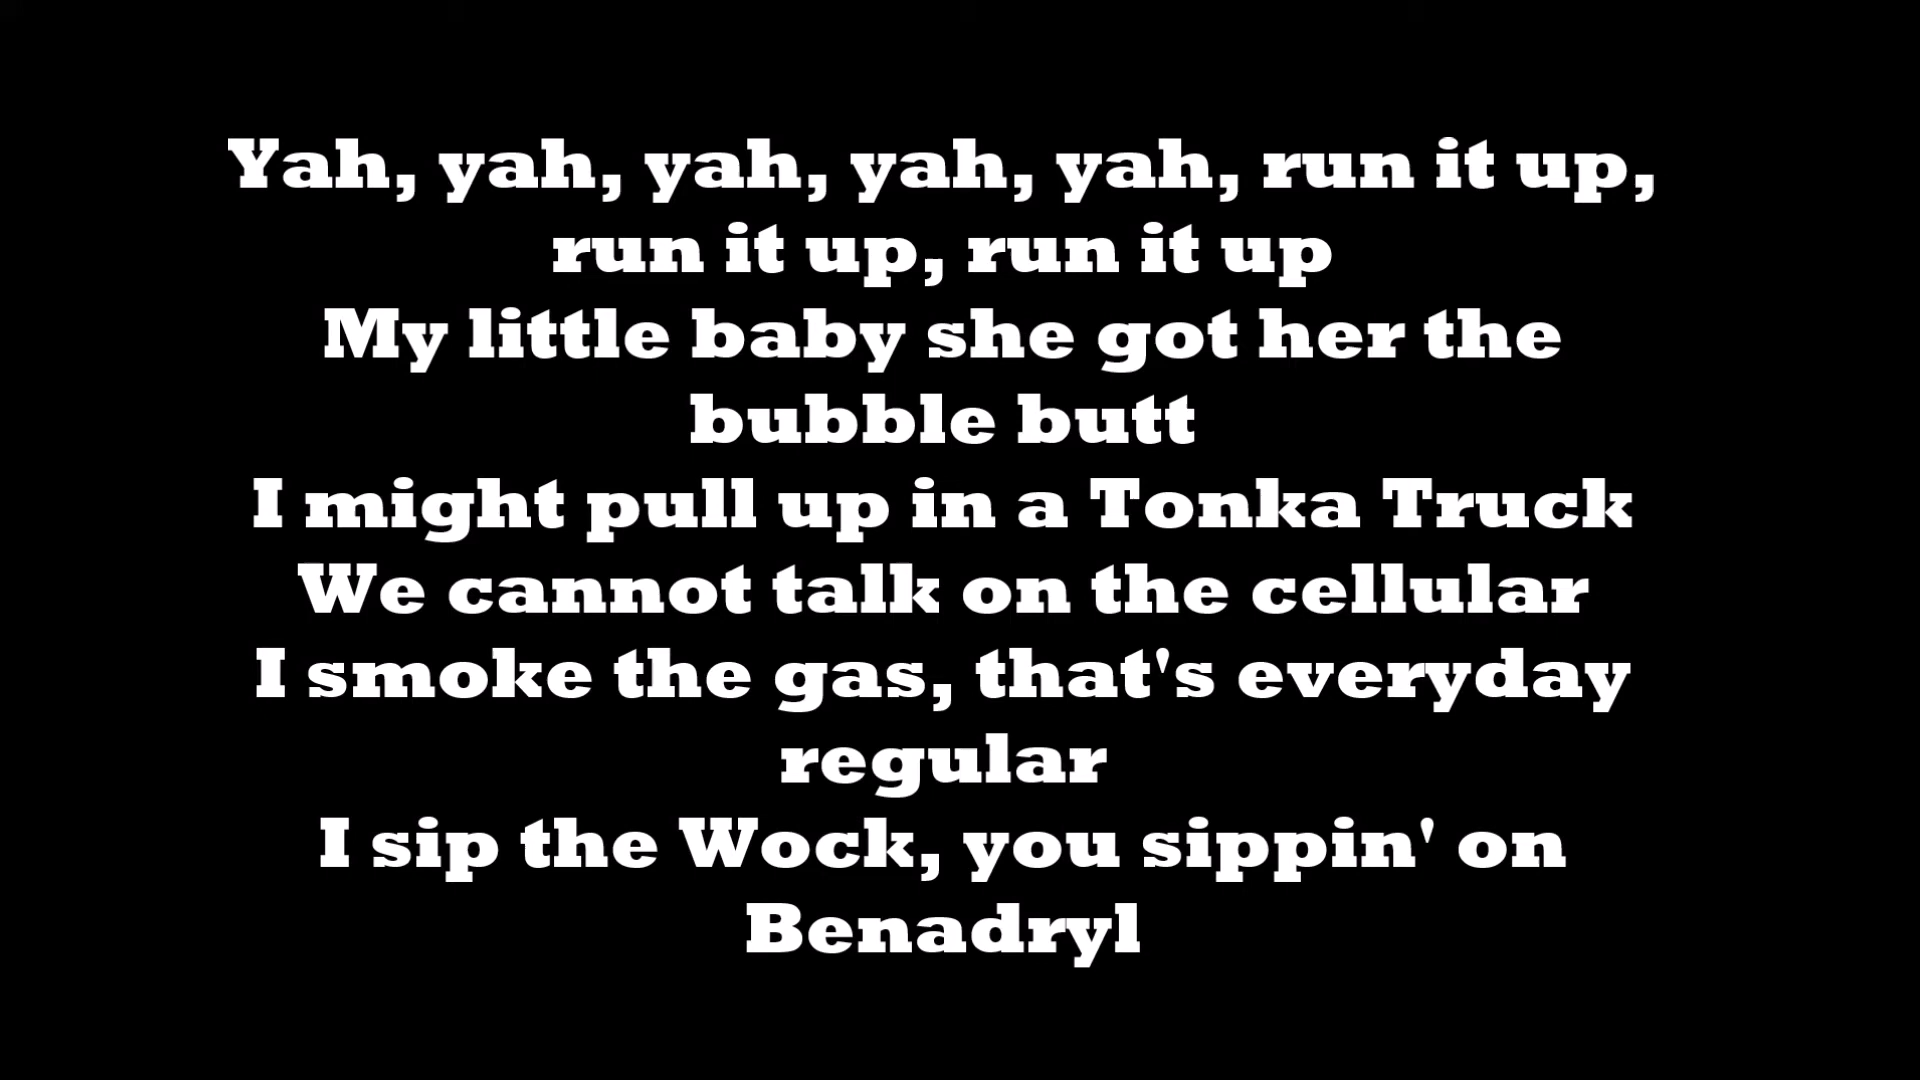 Yah, yah, yah, yah, yah, run it up,
run it up, run it up
My little baby she got her the
bubble butt
I might pull up in a Tonka Truck
We cannot talk on the cellular
I smoke the gas, that's everyday
regular
I sip the Wock, you sippin' on
Benadryl